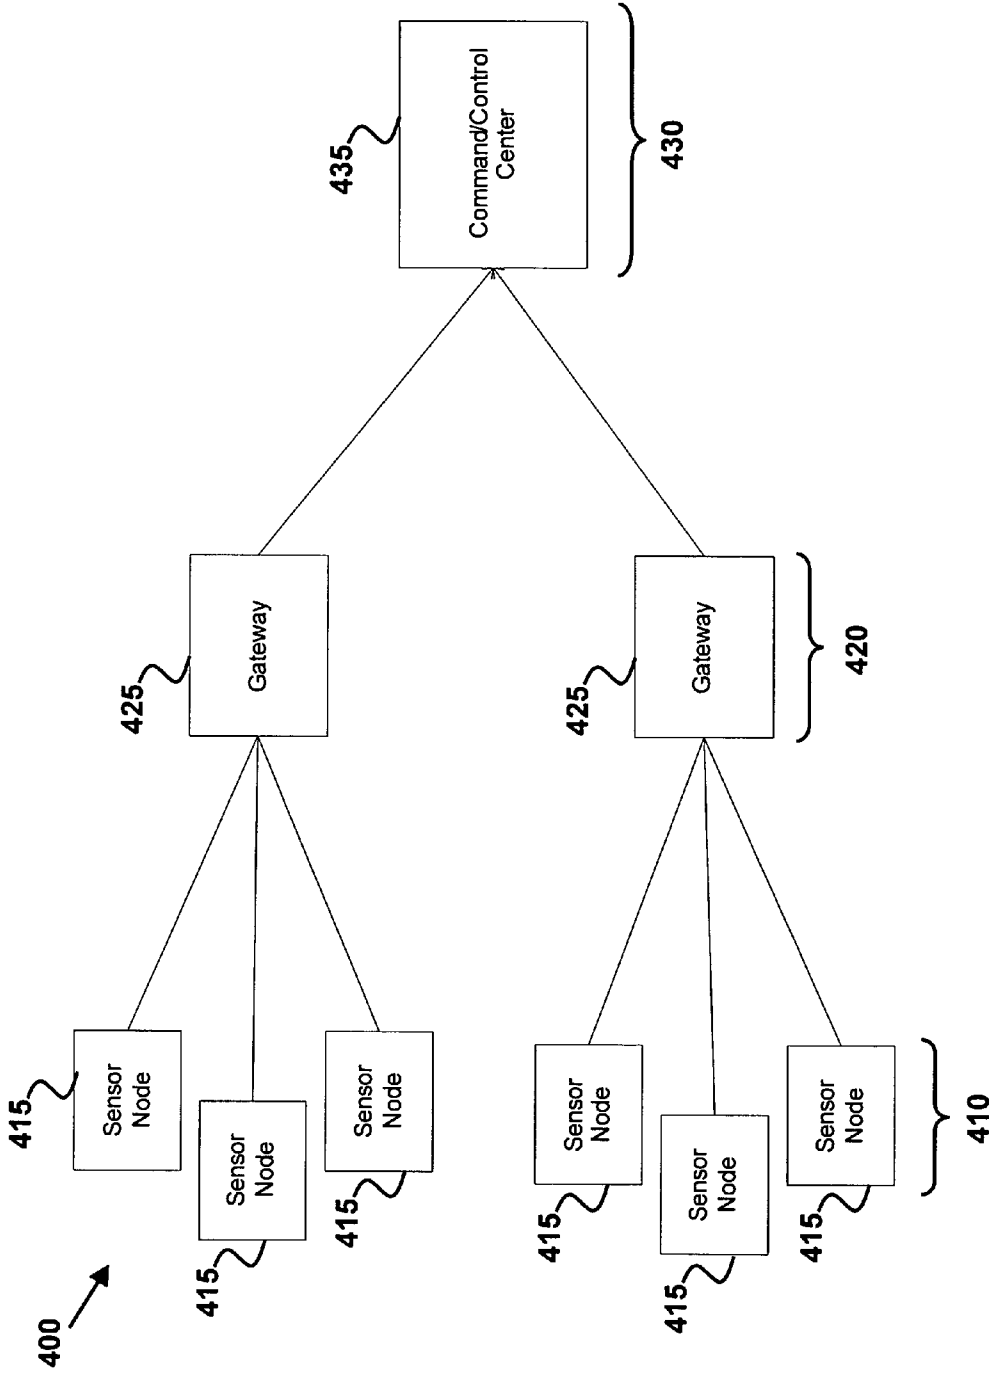 400
415
Sensor
Node
425
415
Sensor
Node
Gateway
415
Sensor
Node
435
Command/Control
Center
430
415
Sensor
Node
425
415
Sensor
Node
Gateway
415
Sensor
Node
420
410